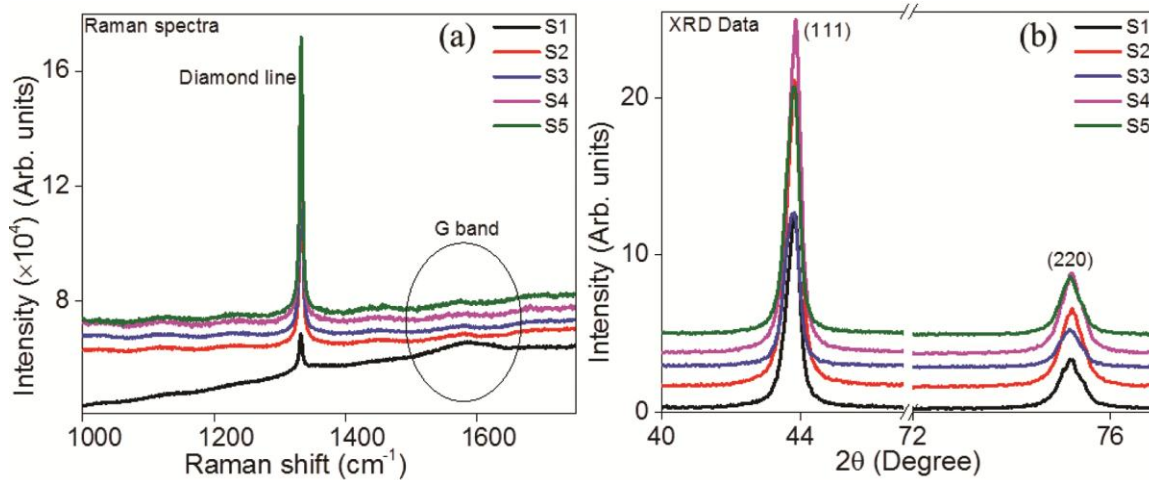 Raman spectra
(a)
S1
S2
S3
S4
S5
Diamond line
G band
16
12
8
4
Intensity (×10⁴) (Arb. units)
1000
1200
1400
1600
Raman shift (cm⁻¹)
XRD Data
(111)
(b)
S1
S2
S3
S4
S5
(220)
20
10
0
Intensity (Arb. units)
40
44
72
76
2θ (Degree)